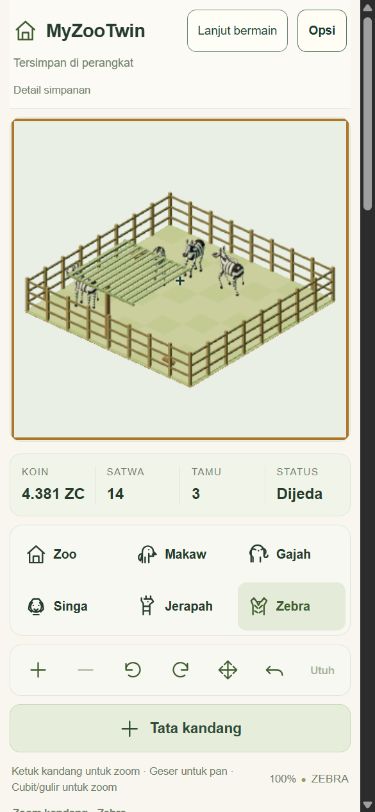 MyZooTwin
Lanjut bermain
Opsi
Tersimpan di perangkat
Detail simpanan
KOIN
SATWA
TAMU
STATUS
4.381 ZC
14
3
Dijeda
Zoo
Makaw
Gajah
Singa
Jerapah
Zebra
Utuh
Tata kandang
Ketuk kandang untuk zoom · Geser untuk pan ·
Cubit/gulir untuk zoom
100% • ZEBRA